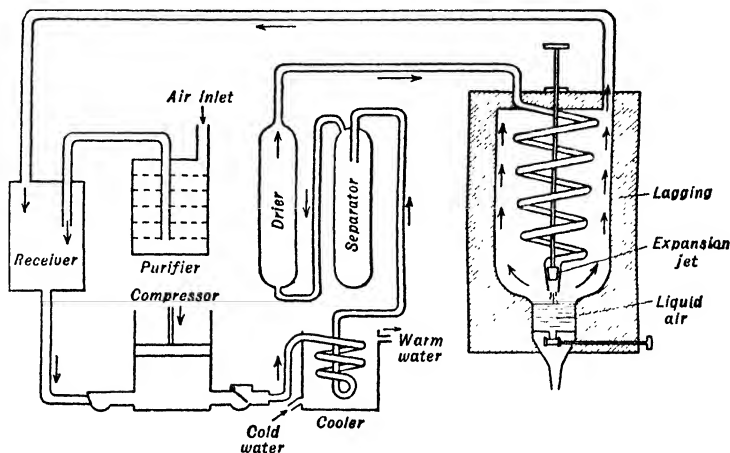 Air inlet
Receiver
Purifier
Compressor
Drier
Separator
Warm
water
Cold
water
Cooler
Lagging
Expansion
jet
Liquid
air